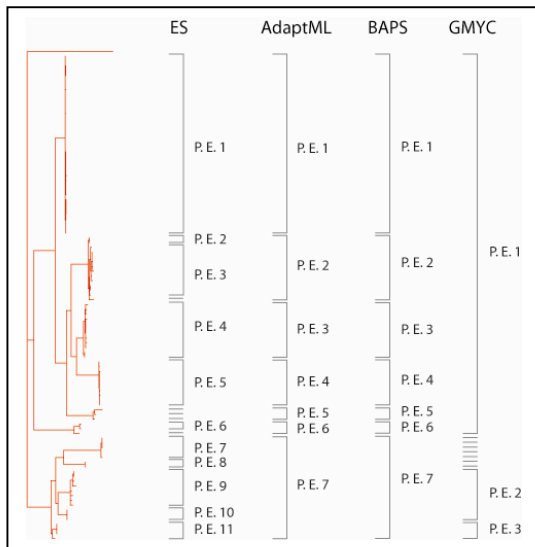 ES AdaptML BAPS GMYC
P. E. 1 P. E. 1 P. E. 1
P. E. 2
P. E. 1
P. E. 3 P. E. 2 P. E. 2
P. E. 4 P. E. 3 P. E. 3
P. E. 5 P. E. 4 P. E. 4
P. E. 5 P. E. 5
P. E. 6 P. E. 6 P. E. 6
P. E. 7
P. E. 8
P. E. 9 P. E. 7 P. E. 7
P. E. 2
P. E. 10
P. E. 11 P. E. 3